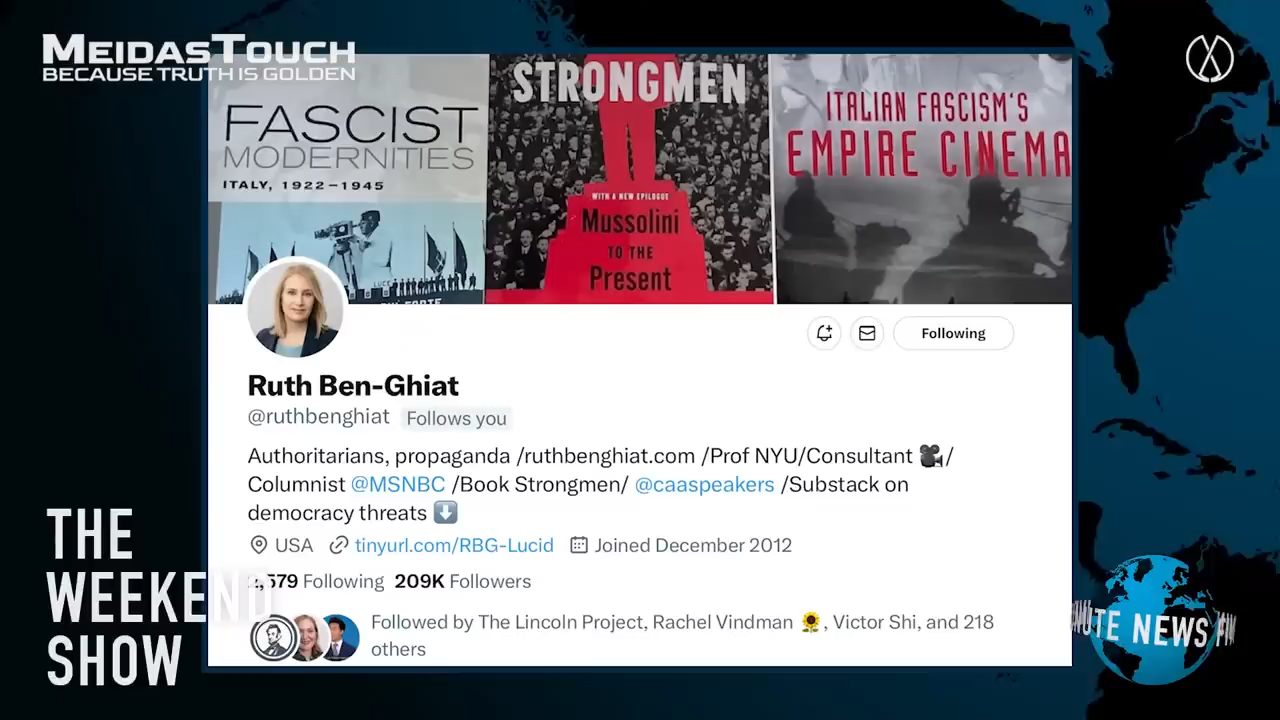 MEIDASTOUCH
BECAUSE TRUTH IS GOLDEN
FASCIST
MODERNITIES
ITALY, 1922–1945
STRONGMEN
WITH A NEW EPILOGUE
Mussolini
TO THE
Present
ITALIAN FASCISM'S
EMPIRE CINEMA
Following
Ruth Ben-Ghiat
@ruthbenghiat Follows you
Authoritarians, propaganda /ruthbenghiat.com /Prof NYU/Consultant 🎥/
Columnist @MSNBC /Book Strongmen/ @caaspeakers /Substack on
democracy threats ⬇️
USA tinyurl.com/RBG-Lucid Joined December 2012
2,579 Following 209K Followers
Followed by The Lincoln Project, Rachel Vindman 🌻, Victor Shi, and 218
others
THE
WEEKEND
SHOW
NEWS